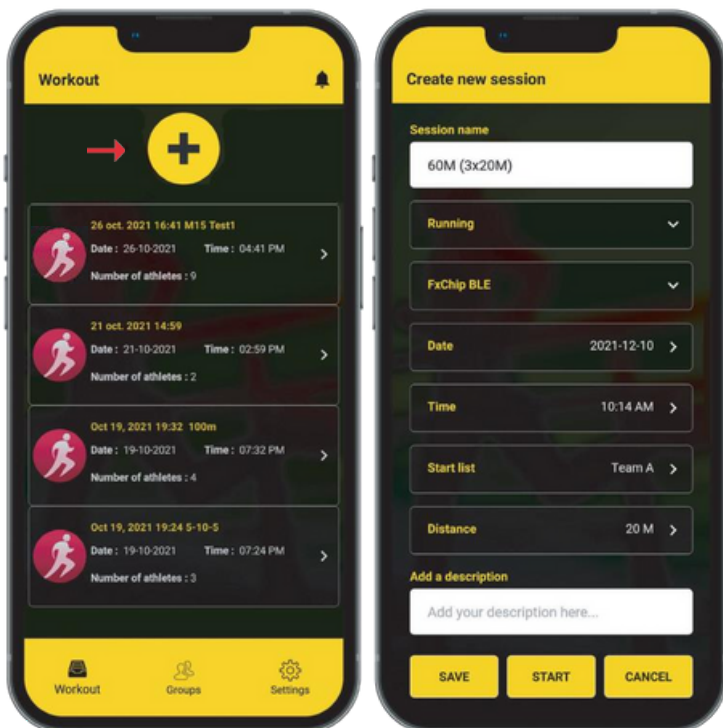 Workout
26 oct. 2021 16:41 M15 Test1
Date : 26-10-2021 Time : 04:41 PM
Number of athletes : 9
21 oct. 2021 14:59
Date : 21-10-2021 Time : 02:59 PM
Number of athletes : 2
Oct 19, 2021 19:32 100m
Date : 19-10-2021 Time : 07:32 PM
Number of athletes : 4
Oct 19, 2021 19:24 5-10-5
Date : 19-10-2021 Time : 07:24 PM
Number of athletes : 3
Workout Groups Settings
Create new session
Session name
60M (3x20M)
Running
FxChip BLE
Date 2021-12-10
Time 10:14 AM
Start list Team A
Distance 20 M
Add a description
Add your description here...
SAVE START CANCEL